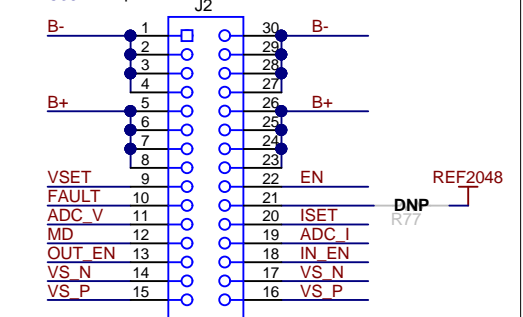 J2
B- 1 30 B-
2 29
3 28
4 27
B+ 5 26 B+
6 25
7 24
8 23
VSET 9 22 EN
FAULT 10 21 DNP REF2048
R77
ADC_V 11 20 ISET
MD 12 19 ADC_I
OUT_EN 13 18 IN_EN
VS_N 14 17 VS_N
VS_P 15 16 VS_P